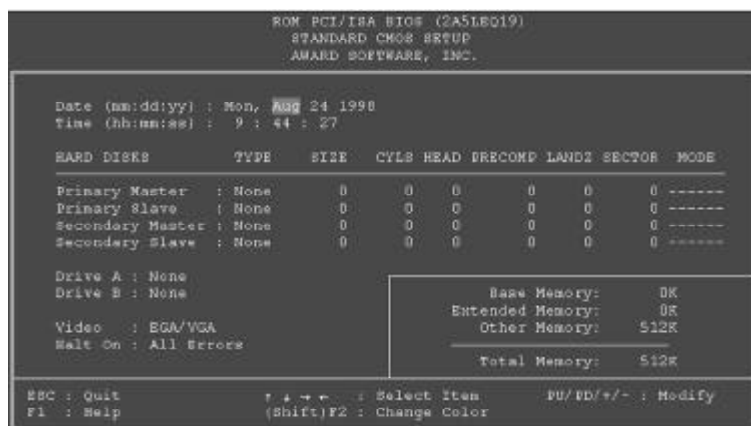 ROM PCI/ISA BIOS (2A5LEQ19)
STANDARD CMOS SETUP
AWARD SOFTWARE, INC.
Date (mm:dd:yy) : Mon, Aug 24 1998
Time (hh:mm:ss) : 9 : 44 : 27
HARD DISKS TYPE SIZE CYLS HEAD PRECOMP LANDZ SECTOR MODE
Primary Master : None 0 0 0 0 0 0 ------
Primary Slave : None 0 0 0 0 0 0 ------
Secondary Master : None 0 0 0 0 0 0 ------
Secondary Slave : None 0 0 0 0 0 0 ------
Drive A : None
Drive B : None
Video : EGA/VGA
Halt On : All Errors
Base Memory: 0K
Extended Memory: 0K
Other Memory: 512K
Total Memory: 512K
ESC : Quit ↑ ↓ → ← : Select Item PU/PD/+/- : Modify
F1 : Help (Shift)F2 : Change Color